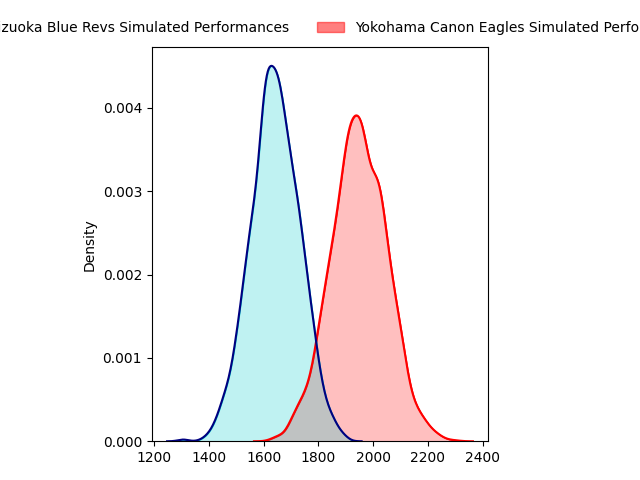 zuoka Blue Revs Simulated Performances
Yokohama Canon Eagles Simulated Perfo
0.004
0.003
0.002
0.001
0.000
Density
1200 1400 1600 1800 2000 2200 2400